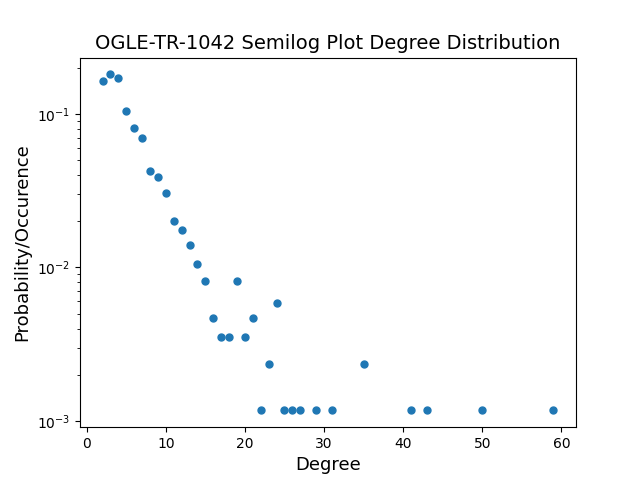 OGLE-TR-1042 Semilog Plot Degree Distribution
10⁻¹
10⁻²
10⁻³
Probability/Occurence
0 10 20 30 40 50 60
Degree